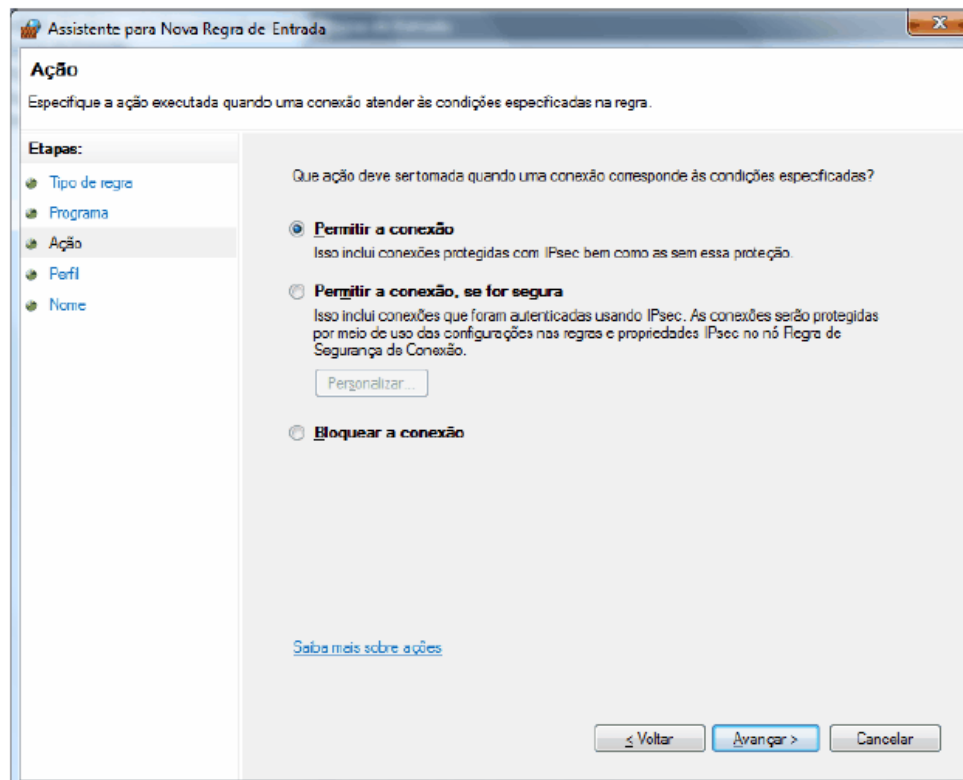 Assistente para Nova Regra de Entrada
Ação
Especifique a ação executada quando uma conexão atender às condições especificadas na regra.
Etapas:
Tipo de regra
Programa
Ação
Perfil
Nome
Que ação deve ser tomada quando uma conexão corresponde às condições especificadas?
Permitir a conexão
Isso inclui conexões protegidas com IPsec bem como as sem essa proteção.
Permitir a conexão, se for segura
Isso inclui conexões que foram autenticadas usando IPsec. As conexões serão protegidas
por meio de uso das configurações nas regras e propriedades IPsec no nó Regra de
Segurança de Conexão.
Personalizar...
Bloquear a conexão
Saiba mais sobre ações
< Voltar
Avançar >
Cancelar